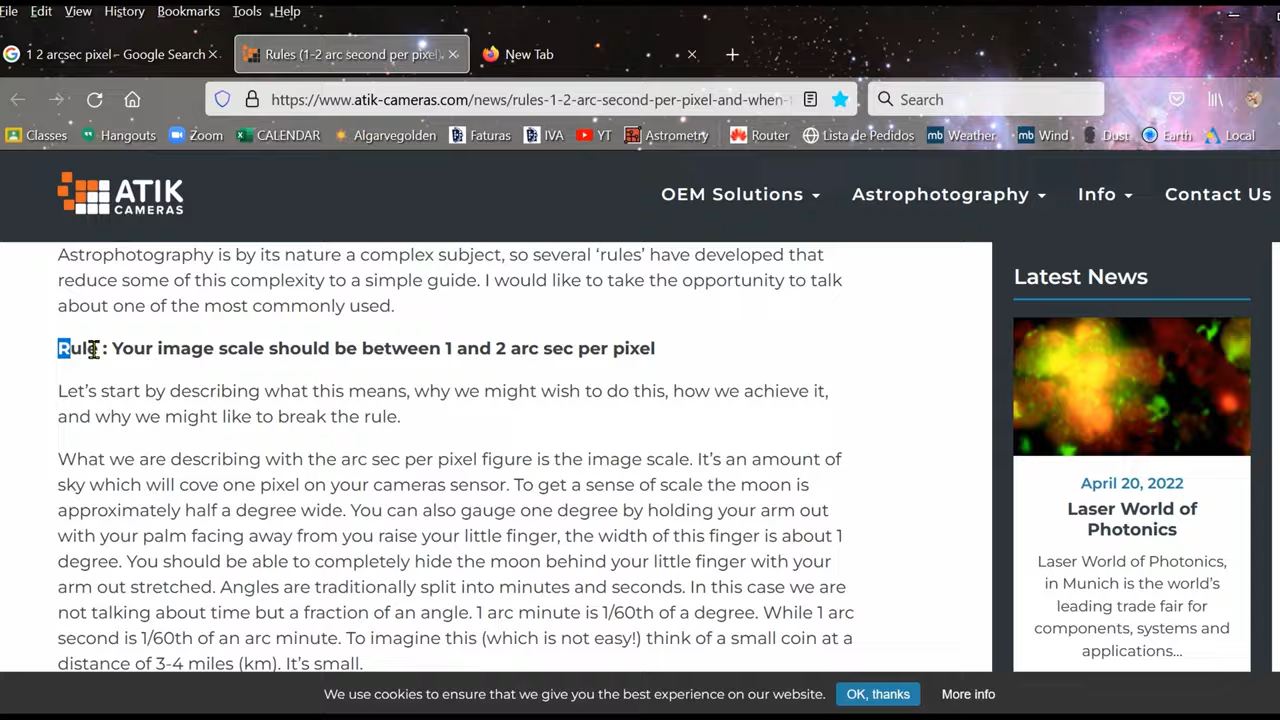 File Edit View History Bookmarks Tools Help
1 2 arcsec pixel - Google Search
Rules (1-2 arc second per pixel).
New Tab
https://www.atik-cameras.com/news/rules-1-2-arc-second-per-pixel-and-when-
Search
Classes Hangouts Zoom CALENDAR Algarvegolden Faturas IVA YT Astrometry Router Lista de Pedidos Weather Wind Dust Earth Local
ATIK
CAMERAS
OEM Solutions Astrophotography Info Contact Us
Astrophotography is by its nature a complex subject, so several ‘rules’ have developed that
reduce some of this complexity to a simple guide. I would like to take the opportunity to talk
about one of the most commonly used.
Rule : Your image scale should be between 1 and 2 arc sec per pixel
Let’s start by describing what this means, why we might wish to do this, how we achieve it,
and why we might like to break the rule.
What we are describing with the arc sec per pixel figure is the image scale. It’s an amount of
sky which will cove one pixel on your cameras sensor. To get a sense of scale the moon is
approximately half a degree wide. You can also gauge one degree by holding your arm out
with your palm facing away from you raise your little finger, the width of this finger is about 1
degree. You should be able to completely hide the moon behind your little finger with your
arm out stretched. Angles are traditionally split into minutes and seconds. In this case we are
not talking about time but a fraction of an angle. 1 arc minute is 1/60th of a degree. While 1 arc
second is 1/60th of an arc minute. To imagine this (which is not easy!) think of a small coin at a
distance of 3-4 miles (km). It’s small.
Latest News
April 20, 2022
Laser World of
Photonics
Laser World of Photonics,
in Munich is the world’s
leading trade fair for
components, systems and
applications...
We use cookies to ensure that we give you the best experience on our website.
OK, thanks
More info